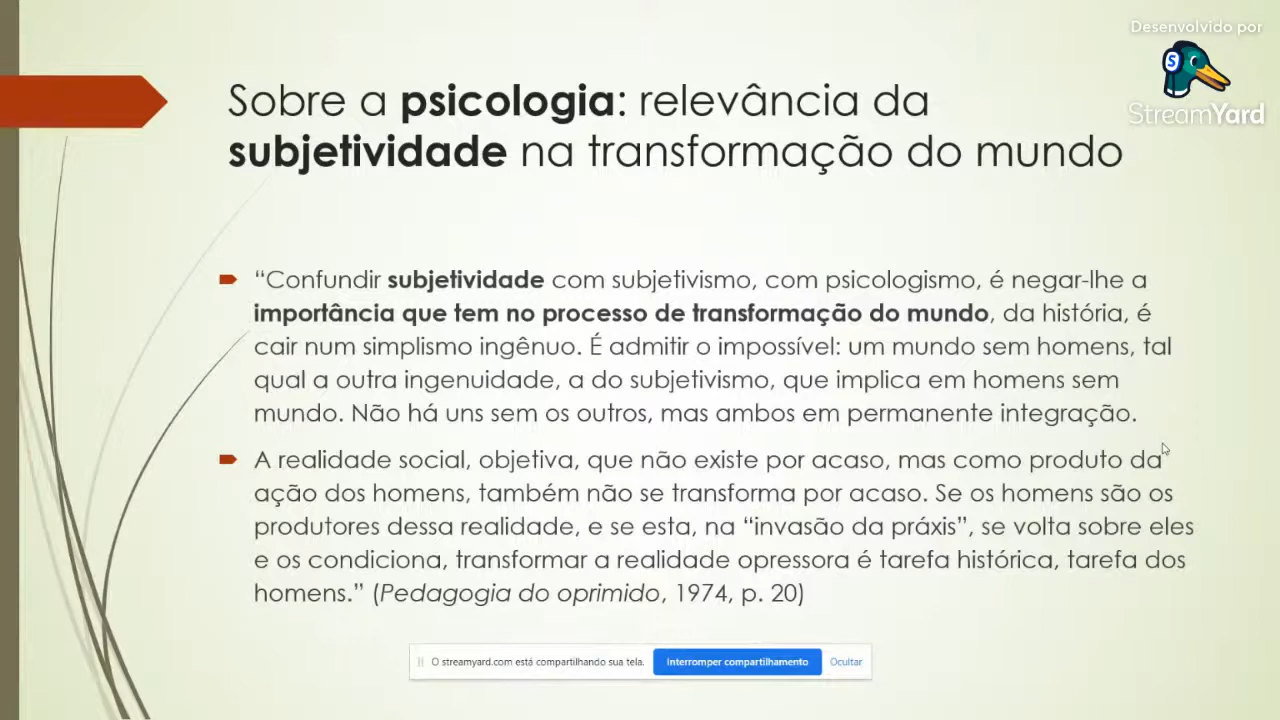 Desenvolvido por
StreamYard
Sobre a psicologia: relevância da
subjetividade na transformação do mundo
“Confundir subjetividade com subjetivismo, com psicologismo, é negar-lhe a
importância que tem no processo de transformação do mundo, da história, é
cair num simplismo ingênuo. É admitir o impossível: um mundo sem homens, tal
qual a outra ingenuidade, a do subjetivismo, que implica em homens sem
mundo. Não há uns sem os outros, mas ambos em permanente integração.
A realidade social, objetiva, que não existe por acaso, mas como produto da
ação dos homens, também não se transforma por acaso. Se os homens são os
produtores dessa realidade, e se esta, na “invasão da práxis”, se volta sobre eles
e os condiciona, transformar a realidade opressora é tarefa histórica, tarefa dos
homens.” (Pedagogia do oprimido, 1974, p. 20)
O streamyard.com está compartilhando sua tela. Interromper compartilhamento Ocultar